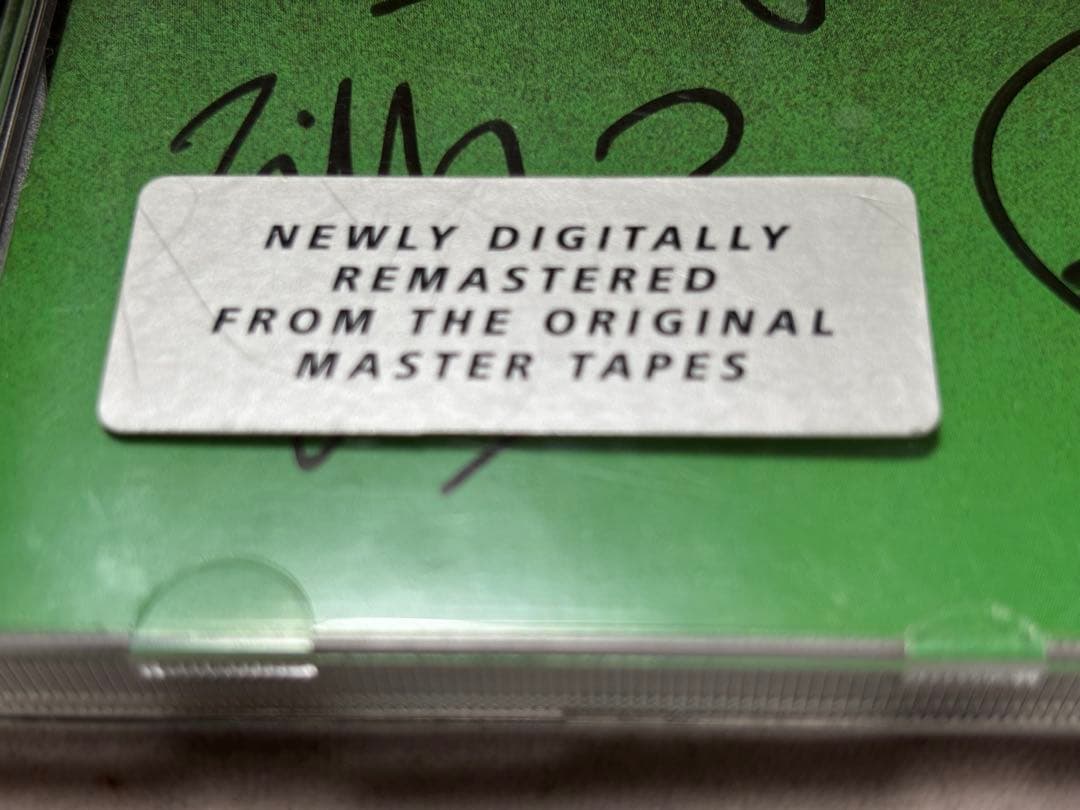 NEWLY DIGITALLY
REMASTERED
FROM THE ORIGINAL
MASTER TAPES